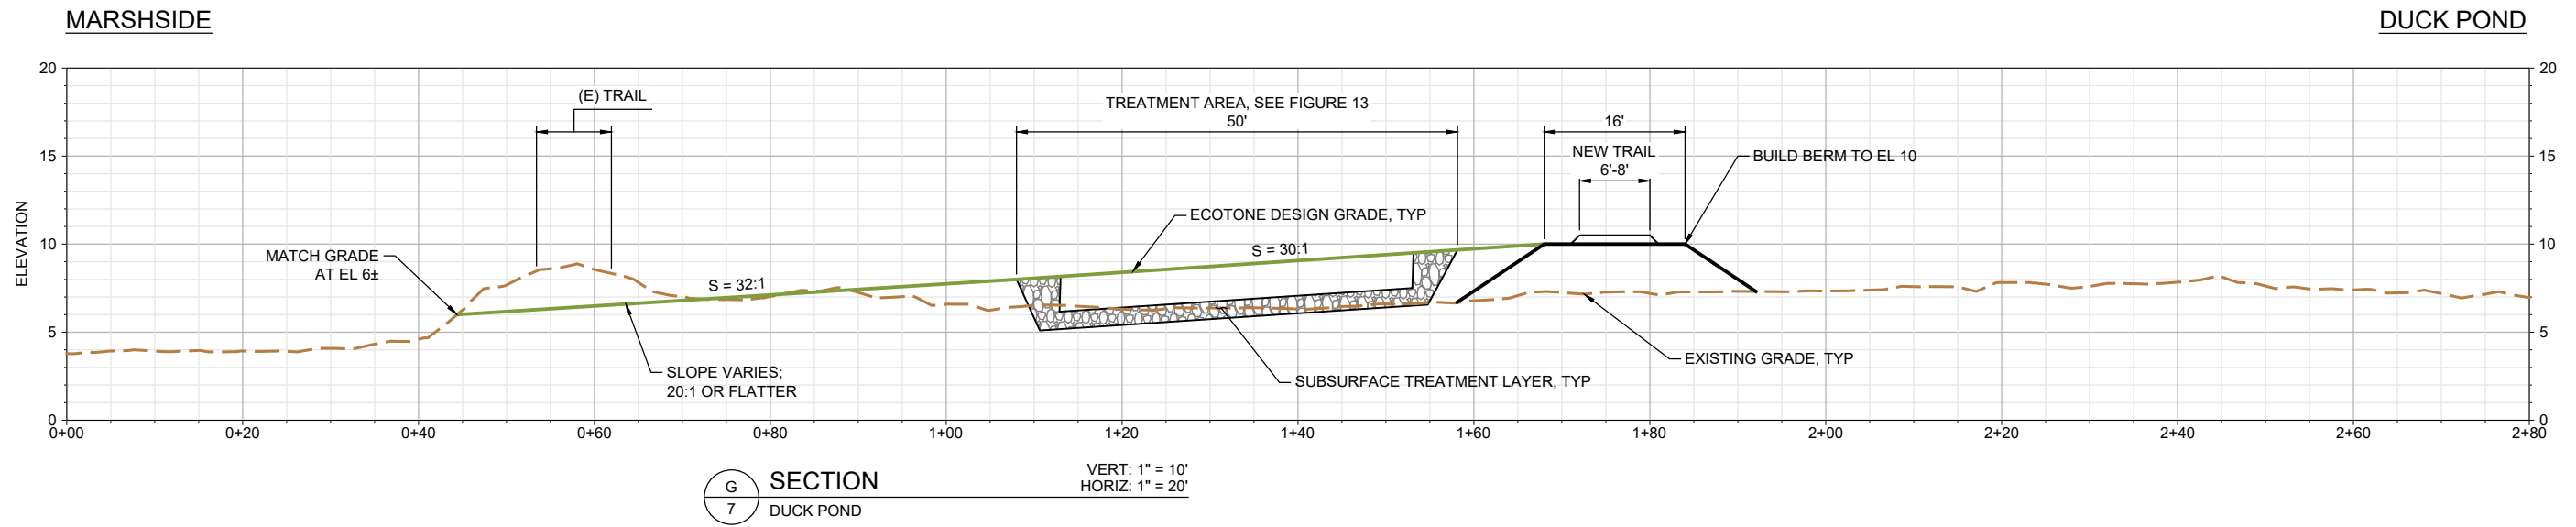 MARSHSIDE
DUCK POND
20
15
10
5
0
ELEVATION
(E) TRAIL
TREATMENT AREA, SEE FIGURE 13
50'
16'
NEW TRAIL
6'-8'
BUILD BERM TO EL 10
ECOTONE DESIGN GRADE, TYP
MATCH GRADE
AT EL 6±
S = 32:1
S = 30:1
SLOPE VARIES;
20:1 OR FLATTER
SUBSURFACE TREATMENT LAYER, TYP
EXISTING GRADE, TYP
20
15
10
5
0
0+00 0+20 0+40 0+60 0+80 1+00 1+20 1+40 1+60 1+80 2+00 2+20 2+40 2+60 2+80
G
7
SECTION
DUCK POND
VERT: 1" = 10'
HORIZ: 1" = 20'